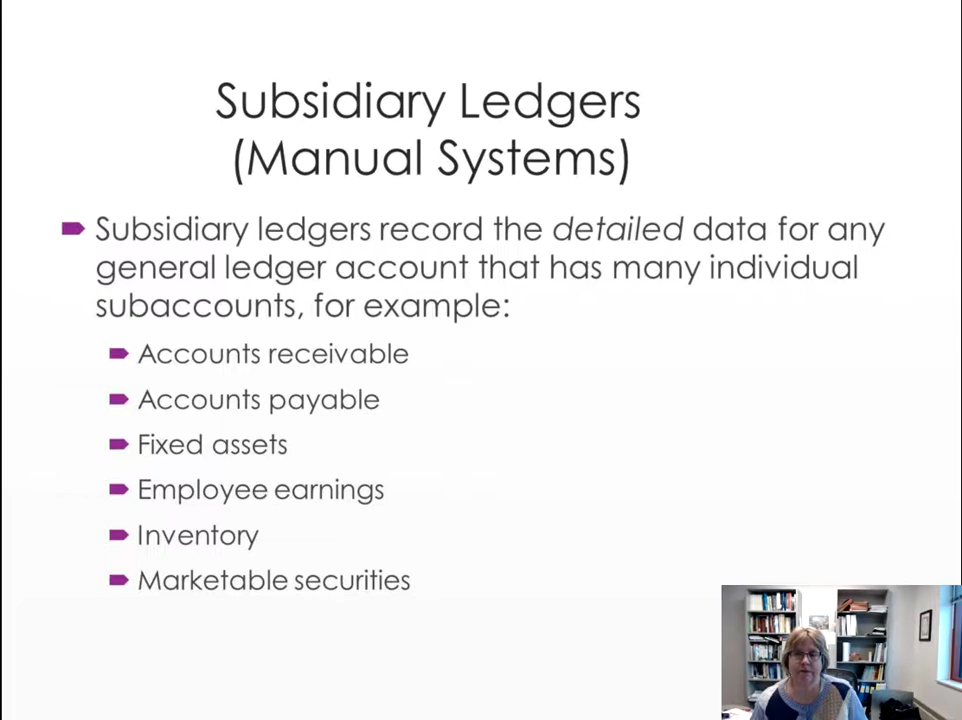 Subsidiary Ledgers
(Manual Systems)
Subsidiary ledgers record the detailed data for any
general ledger account that has many individual
subaccounts, for example:
Accounts receivable
Accounts payable
Fixed assets
Employee earnings
Inventory
Marketable securities